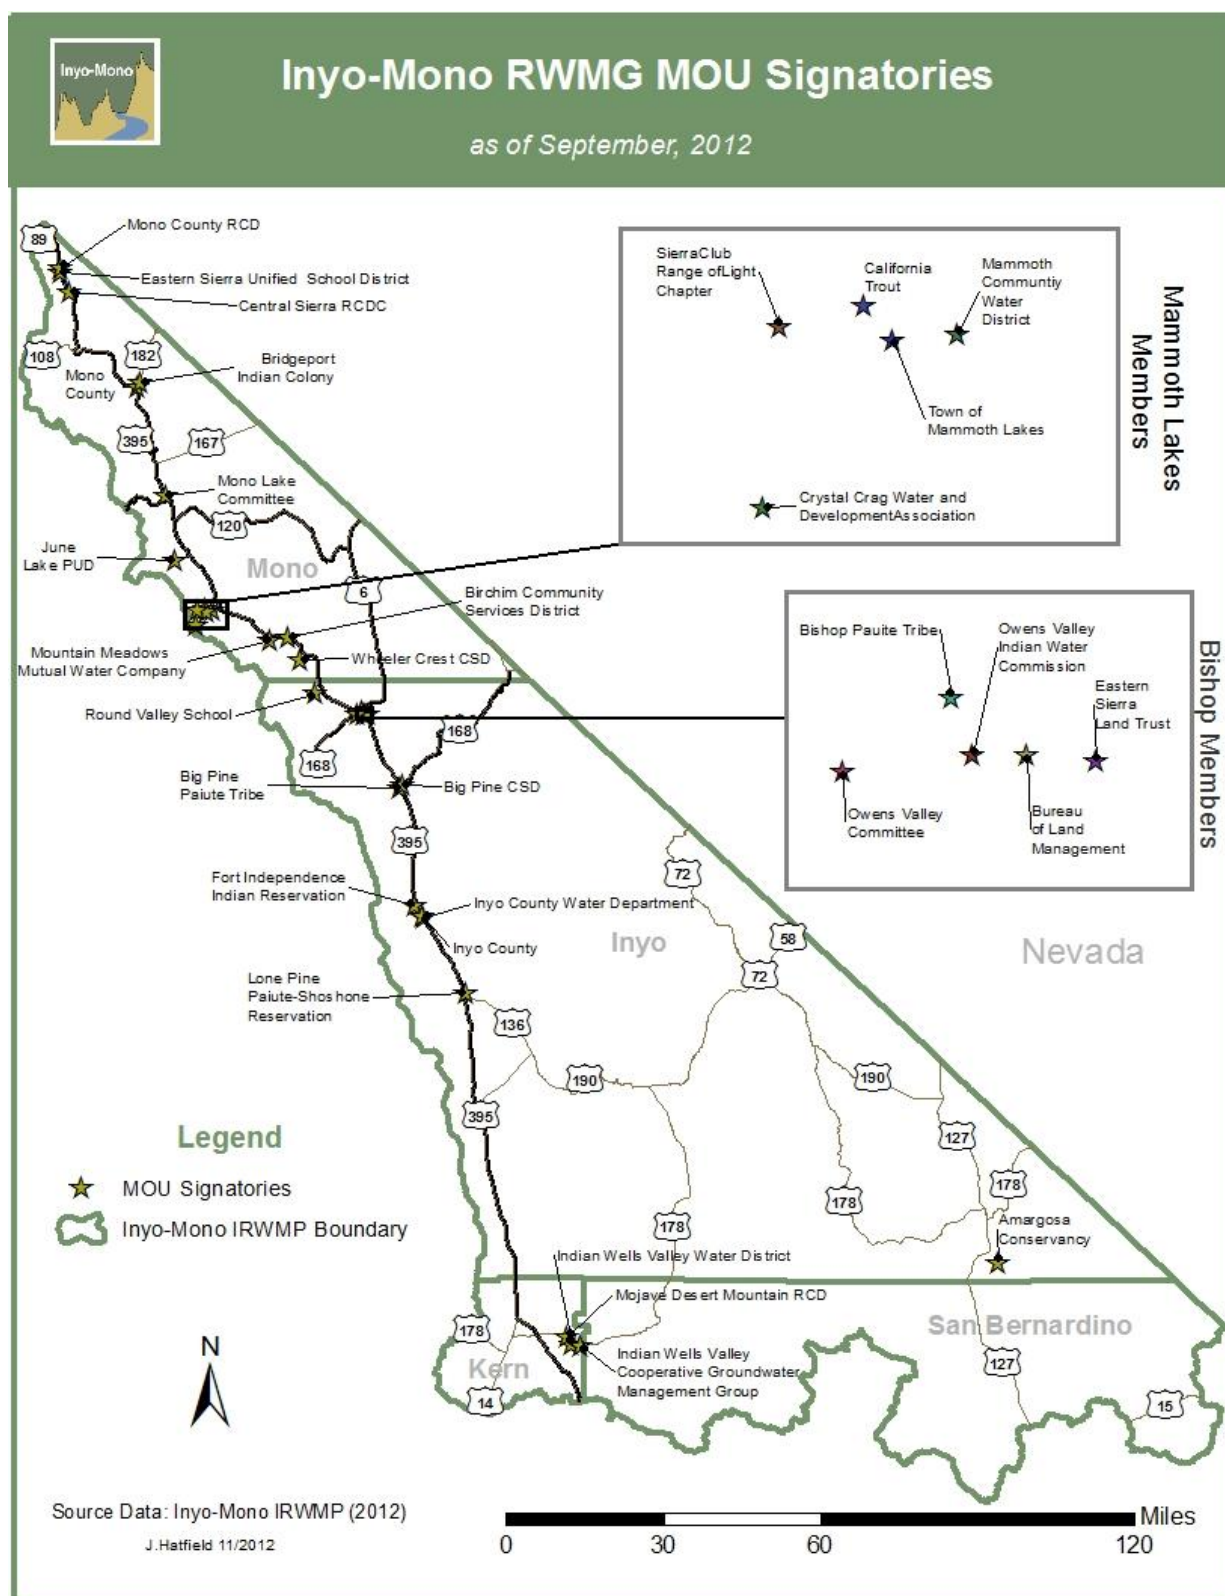 Inyo-Mono
Inyo-Mono RWMG MOU Signatories
as of September, 2012
Mono County RCD
89
Eastern Sierra Unified School District
Central Sierra RCDC
108
182
Mono
County
Bridgeport
Indian Colony
395
167
Mono Lake
Committee
120
June
Lake PUD
Mono
6
Birchim Community
Services District
Mountain Meadows
Mutual Water Company
Wheeler Crest CSD
Round Valley School
168
168
Big Pine
Paiute Tribe
Big Pine CSD
395
72
Fort Independence
Indian Reservation
Inyo County Water Department
Inyo County
Inyo
58
72
Nevada
Lone Pine
Paiute-Shoshone
Reservation
136
190
190
395
127
178
178
178
Amargosa
Conservancy
Indian Wells Valley Water District
Mojave Desert Mountain RCD
178
Kern
14
Indian Wells Valley
Cooperative Groundwater
Management Group
San Bernardino
127
15
SierraClub
Range ofLight
Chapter
California
Trout
Mammoth
Communtiy
Water
District
Town of
Mammoth Lakes
Crystal Crag Water and
DevelopmentAssociation
Mammoth Lakes
Members
Bishop Pauite Tribe
Owens Valley
Indian Water
Commission
Eastern
Sierra
Land Trust
Owens Valley
Committee
Bureau
of Land
Management
Bishop Members
Legend
MOU Signatories
Inyo-Mono IRWMP Boundary
N
Source Data: Inyo-Mono IRWMP (2012)
J.Hatfield 11/2012
Miles
0
30
60
120